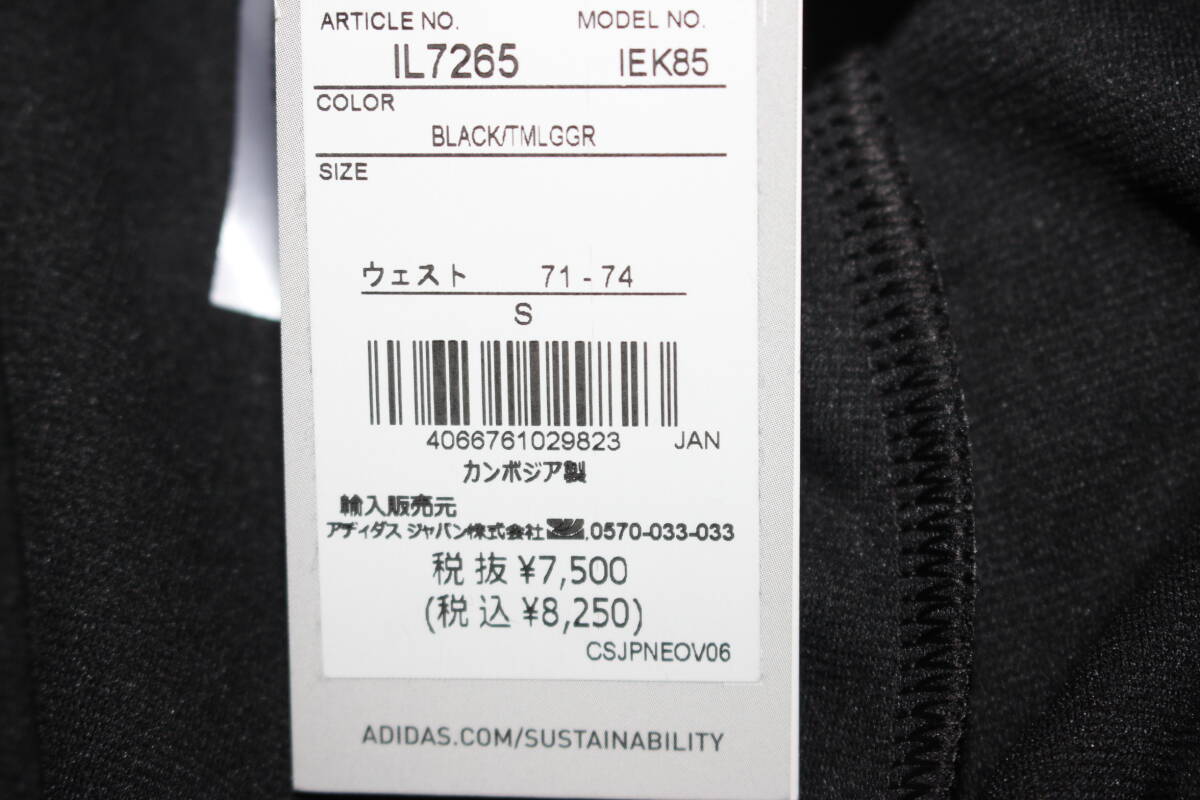 ARTICLE NO. MODEL NO.
IL7265 IEK85
COLOR
BLACK/TMLGGR
SIZE
ウェスト 71 - 74
S
4066761029823 JAN
カンボジア製
輸入販売元
アディダス ジャパン株式会社 .0570-033-033
税抜 ¥7,500
(税込 ¥8,250)
CSJPNEOV06
ADIDAS.COM/SUSTAINABILITY